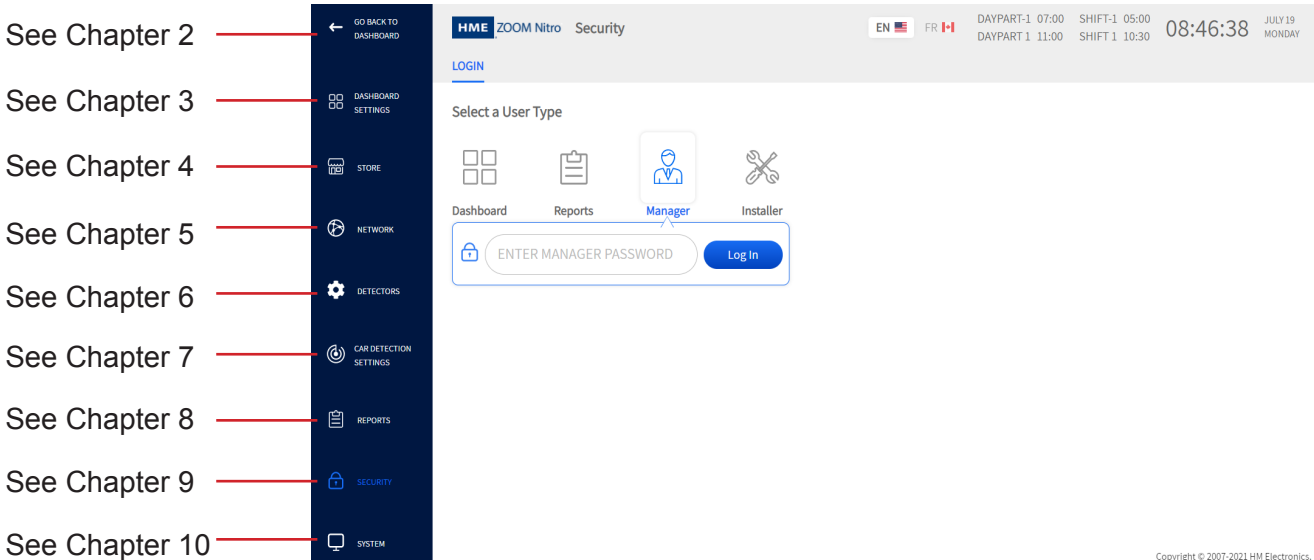 See Chapter 2
See Chapter 3
See Chapter 4
See Chapter 5
See Chapter 6
See Chapter 7
See Chapter 8
See Chapter 9
See Chapter 10
GO BACK TO
DASHBOARD
DASHBOARD
SETTINGS
STORE
NETWORK
DETECTORS
CAR DETECTION
SETTINGS
REPORTS
SECURITY
SYSTEM
HME ZOOM Nitro Security
EN FR
DAYPART-1 07:00 SHIFT-1 05:00
DAYPART 1 11:00 SHIFT 1 10:30
08:46:38
JULY 19
MONDAY
LOGIN
Select a User Type
Dashboard Reports Manager Installer
ENTER MANAGER PASSWORD Log In
Copyright © 2007-2021 HM Electronics.